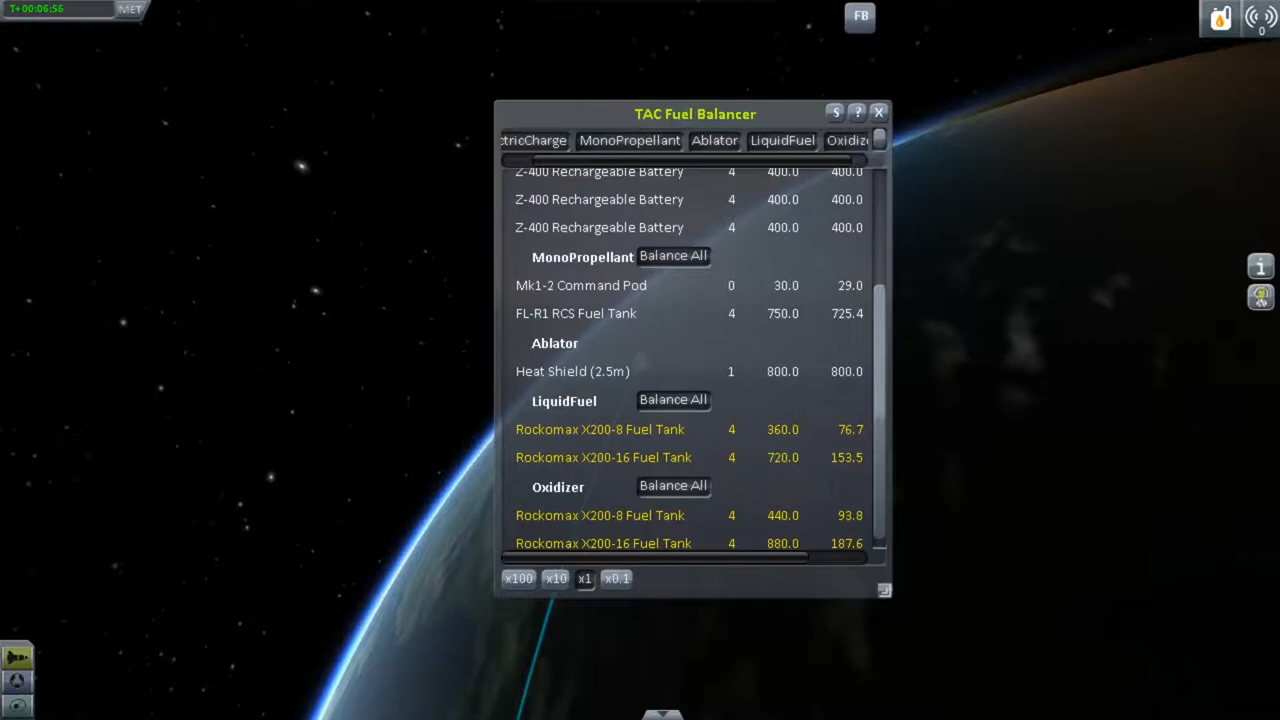 T+00:06:56 MET
FB
0
TAC Fuel Balancer S ? X
tricCharge MonoPropellant Ablator LiquidFuel Oxidiz
Z-400 Rechargeable Battery 4 400.0 400.0
Z-400 Rechargeable Battery 4 400.0 400.0
Z-400 Rechargeable Battery 4 400.0 400.0
MonoPropellant Balance All
Mk1-2 Command Pod 0 30.0 29.0
FL-R1 RCS Fuel Tank 4 750.0 725.4
Ablator
Heat Shield (2.5m) 1 800.0 800.0
LiquidFuel Balance All
Rockomax X200-8 Fuel Tank 4 360.0 76.7
Rockomax X200-16 Fuel Tank 4 720.0 153.5
Oxidizer Balance All
Rockomax X200-8 Fuel Tank 4 440.0 93.8
Rockomax X200-16 Fuel Tank 4 880.0 187.6
x100 x10 x1 x0.1